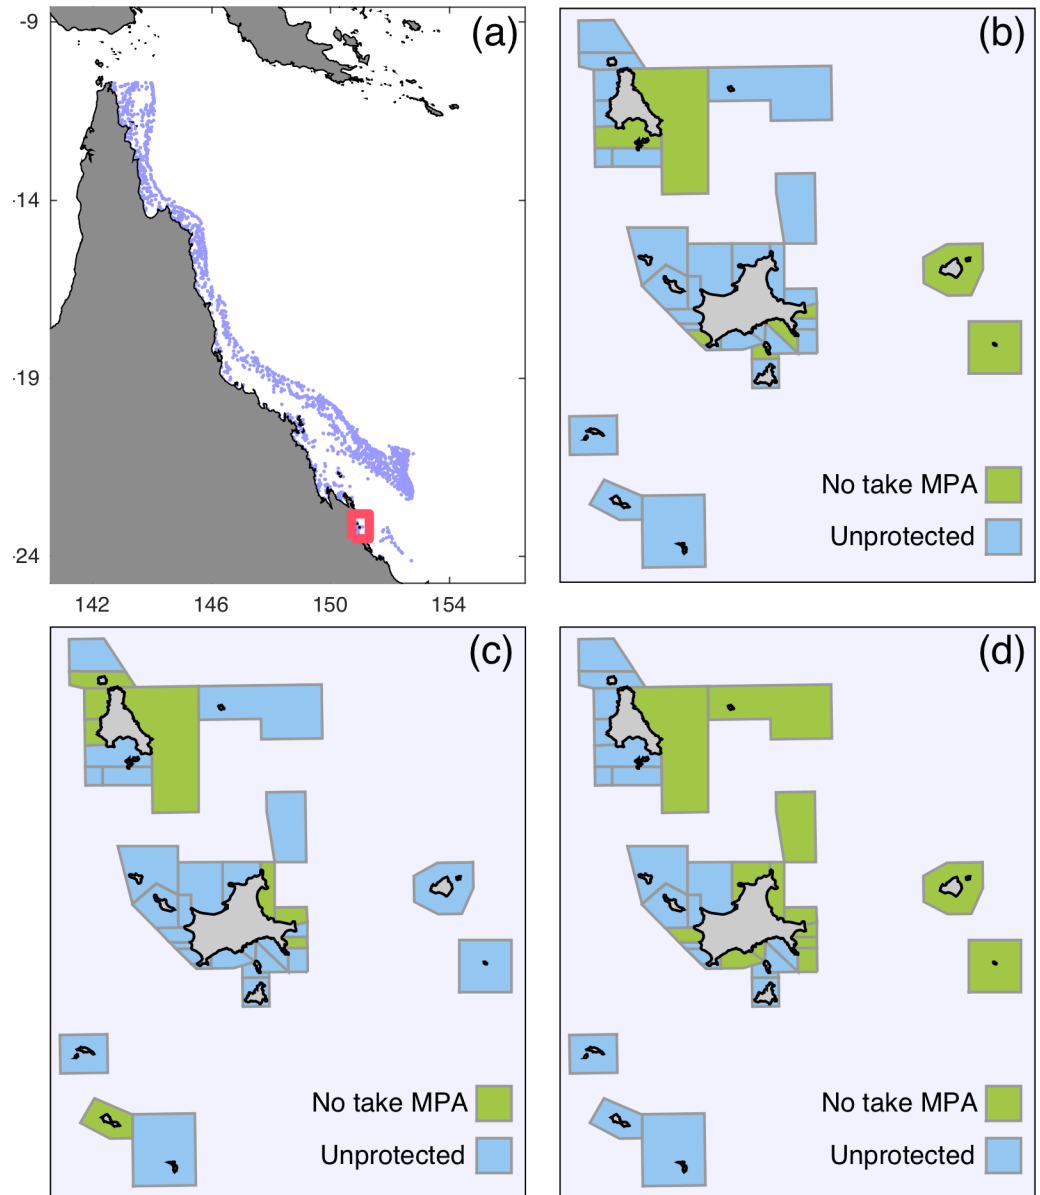 -9
(a)
-14
-19
-24
142
146
150
154
(b)
No take MPA
Unprotected
(c)
No take MPA
Unprotected
(d)
No take MPA
Unprotected